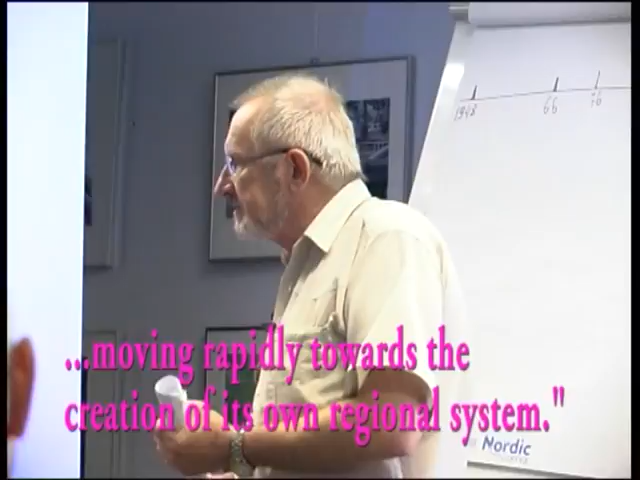 1948 66 76
...moving rapidly towards the
creation of its own regional system."
Nordic